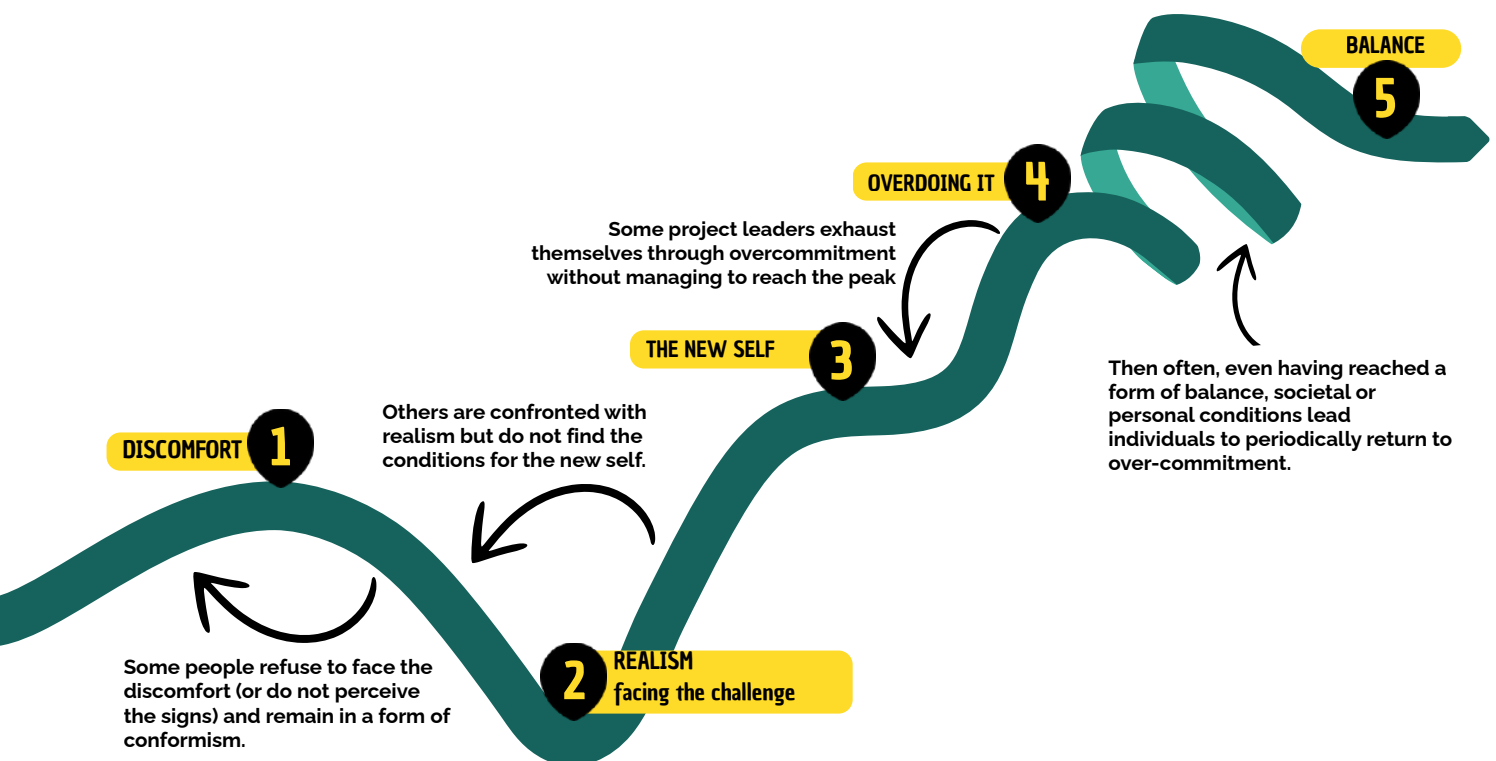 DISCOMFORT 1
Some people refuse to face the
discomfort (or do not perceive
the signs) and remain in a form of
conformism.
2 REALISM
facing the challenge
Others are confronted with
realism but do not find the
conditions for the new self.
THE NEW SELF 3
Some project leaders exhaust
themselves through overcommitment
without managing to reach the peak
OVERDOING IT 4
Then often, even having reached a
form of balance, societal or
personal conditions lead
individuals to periodically return to
over-commitment.
BALANCE
5